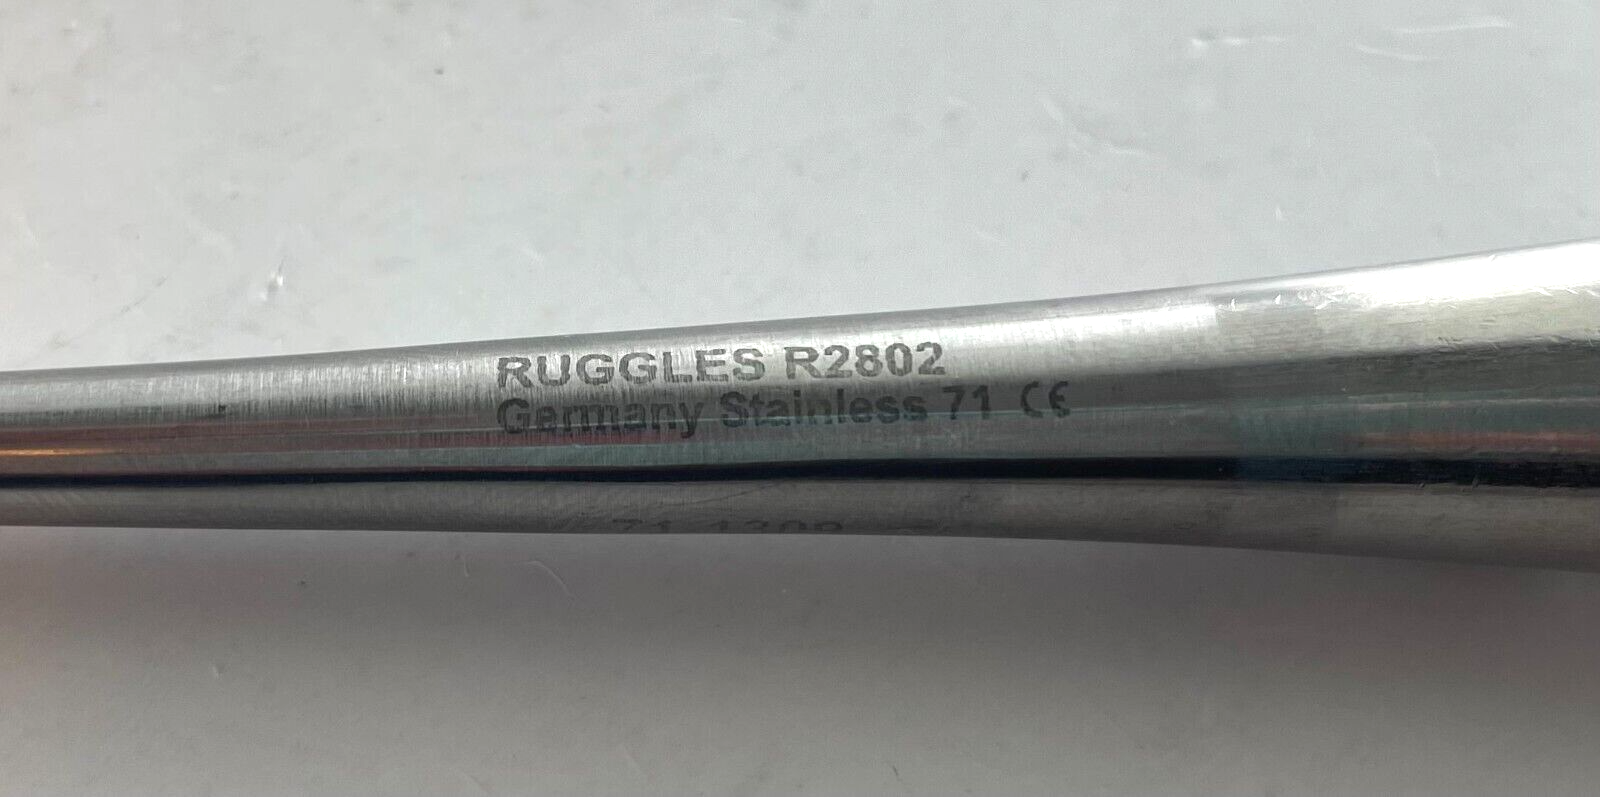 RUGGLES R2802
Germany Stainless 71 CE